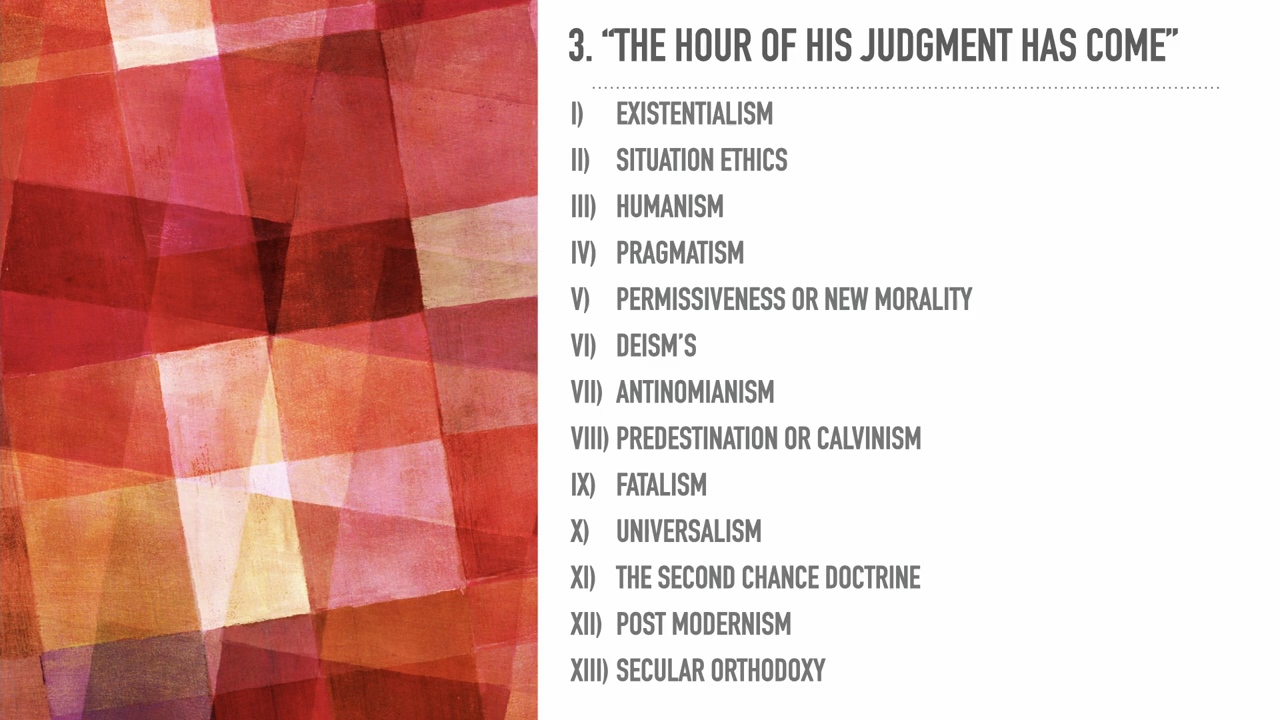 3. “THE HOUR OF HIS JUDGMENT HAS COME”
I) EXISTENTIALISM
II) SITUATION ETHICS
III) HUMANISM
IV) PRAGMATISM
V) PERMISSIVENESS OR NEW MORALITY
VI) DEISM’S
VII) ANTINOMIANISM
VIII) PREDESTINATION OR CALVINISM
IX) FATALISM
X) UNIVERSALISM
XI) THE SECOND CHANCE DOCTRINE
XII) POST MODERNISM
XIII) SECULAR ORTHODOXY